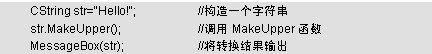 CString str="Hello!"; //构造一个字符串
str.MakeUpper(); //调用 MakeUpper 函数
MessageBox(str); //将转换结果输出